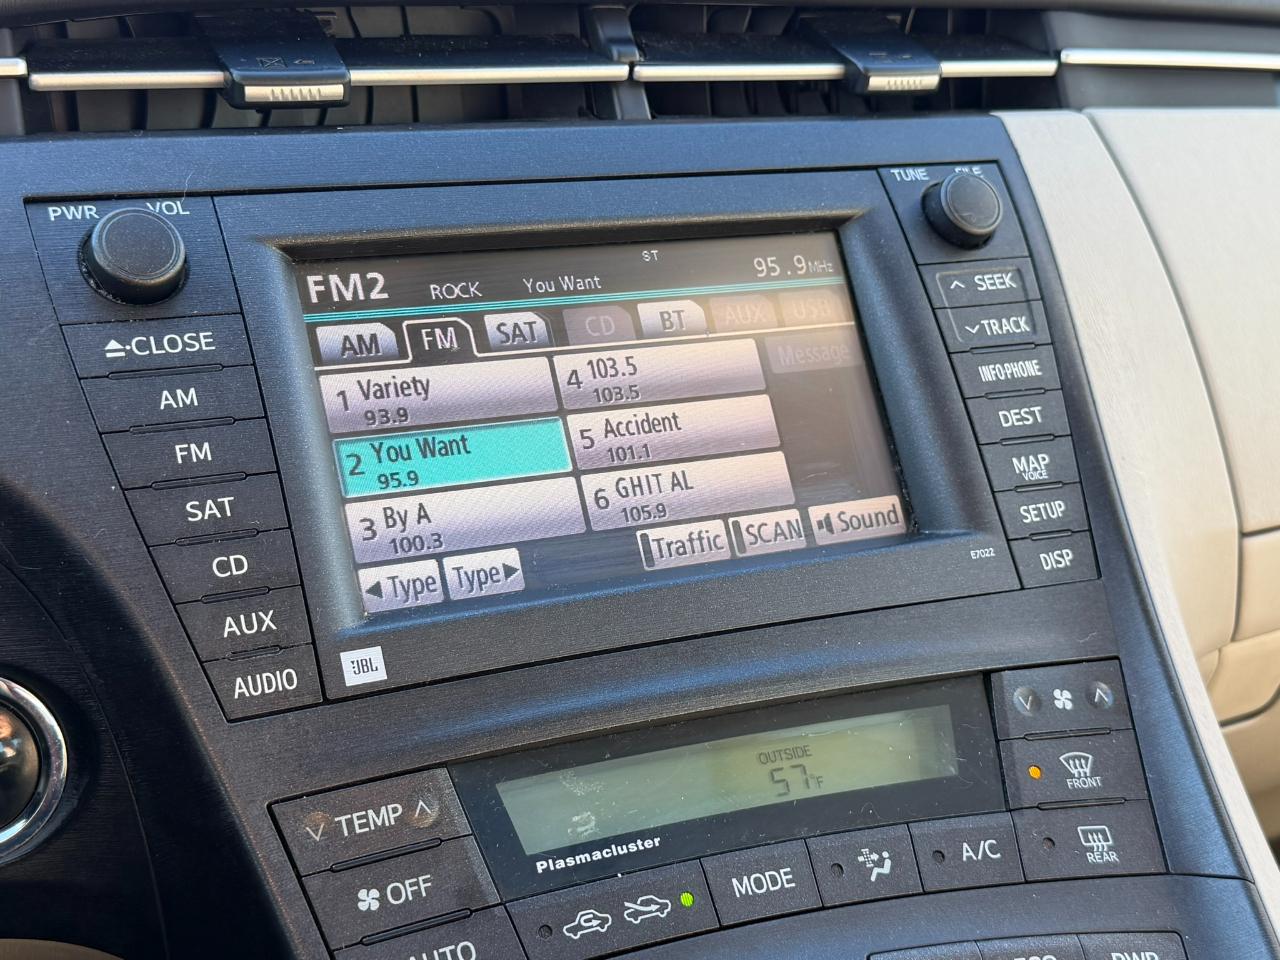 PWR VOL
TUNE FILE
FM2 ROCK You Want ST 95.9MHz
AM FM SAT CD BT AUX USB
1 Variety
93.9
4 103.5
103.5
Message
2 You Want
95.9
5 Accident
101.1
3 By A
100.3
6 GHIT AL
105.9
◀ Type Type ▶ Traffic SCAN Sound
⏏·CLOSE
AM
FM
SAT
CD
AUX
AUDIO
∧ SEEK
∨ TRACK
INFO·PHONE
DEST
MAP
VOICE
SETUP
DISP
E7022
JBL
OUTSIDE
57°F
Plasmacluster
∨ TEMP ∧
OFF
AUTO
MODE
A/C
FRONT
REAR
ECO
PWR